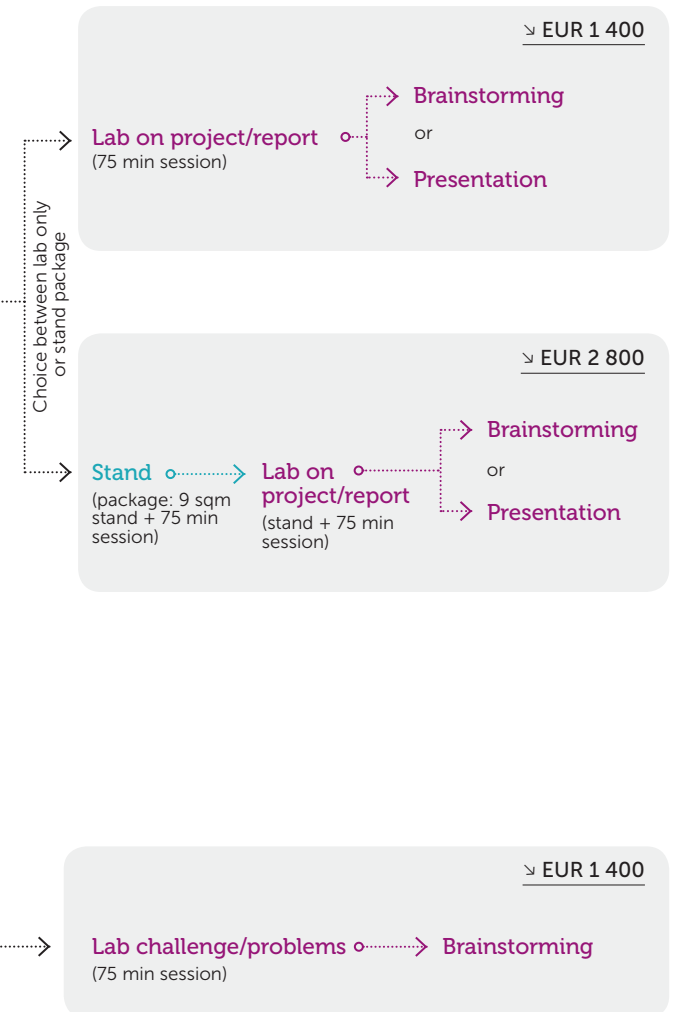 Choice between lab only
or stand package
↘ EUR 1 400
Lab on project/report
(75 min session)
Brainstorming
or
Presentation
↘ EUR 2 800
Stand
(package: 9 sqm
stand + 75 min
session)
Lab on
project/report
(stand + 75 min
session)
Brainstorming
or
Presentation
↘ EUR 1 400
Lab challenge/problems
(75 min session)
Brainstorming